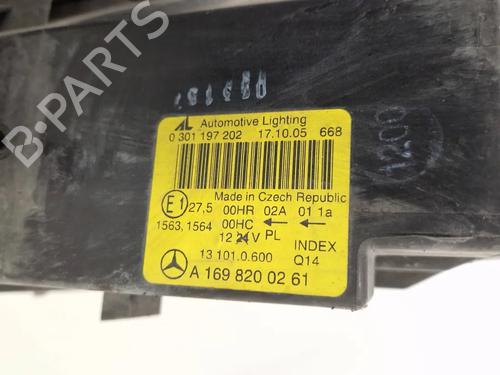 AL Automotive Lighting
0 301 197 202 17.10.05 668
Made in Czech Republic
E1 27,5 00HR 02A 01 1a
1563, 1564 00HC ← ←
12 24 V PL INDEX
13 101.0.600 Q14
A 169 820 02 61
1200
B-PARTS